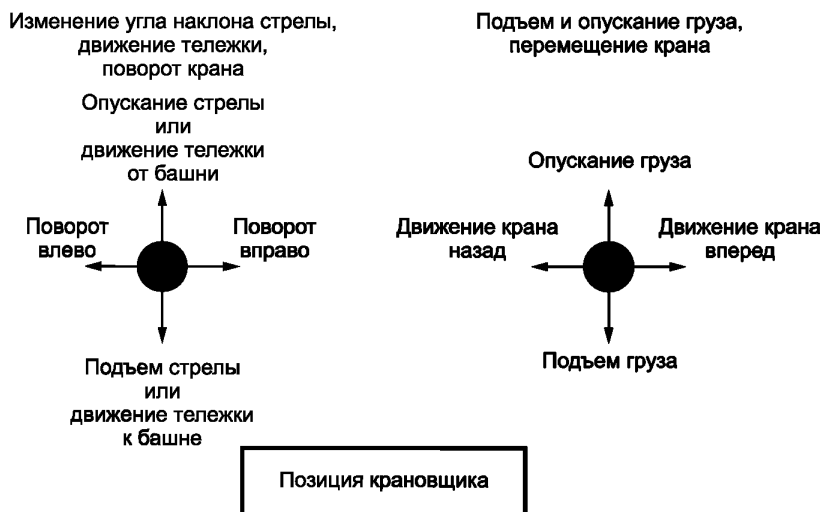 Изменение угла наклона стрелы,
движение тележки,
поворот крана
Опускание стрелы
или
движение тележки
от башни
Поворот
влево
Поворот
вправо
Подъем стрелы
или
движение тележки
к башне
Подъем и опускание груза,
перемещение крана
Опускание груза
Движение крана
назад
Движение крана
вперед
Подъем груза
Позиция крановщика